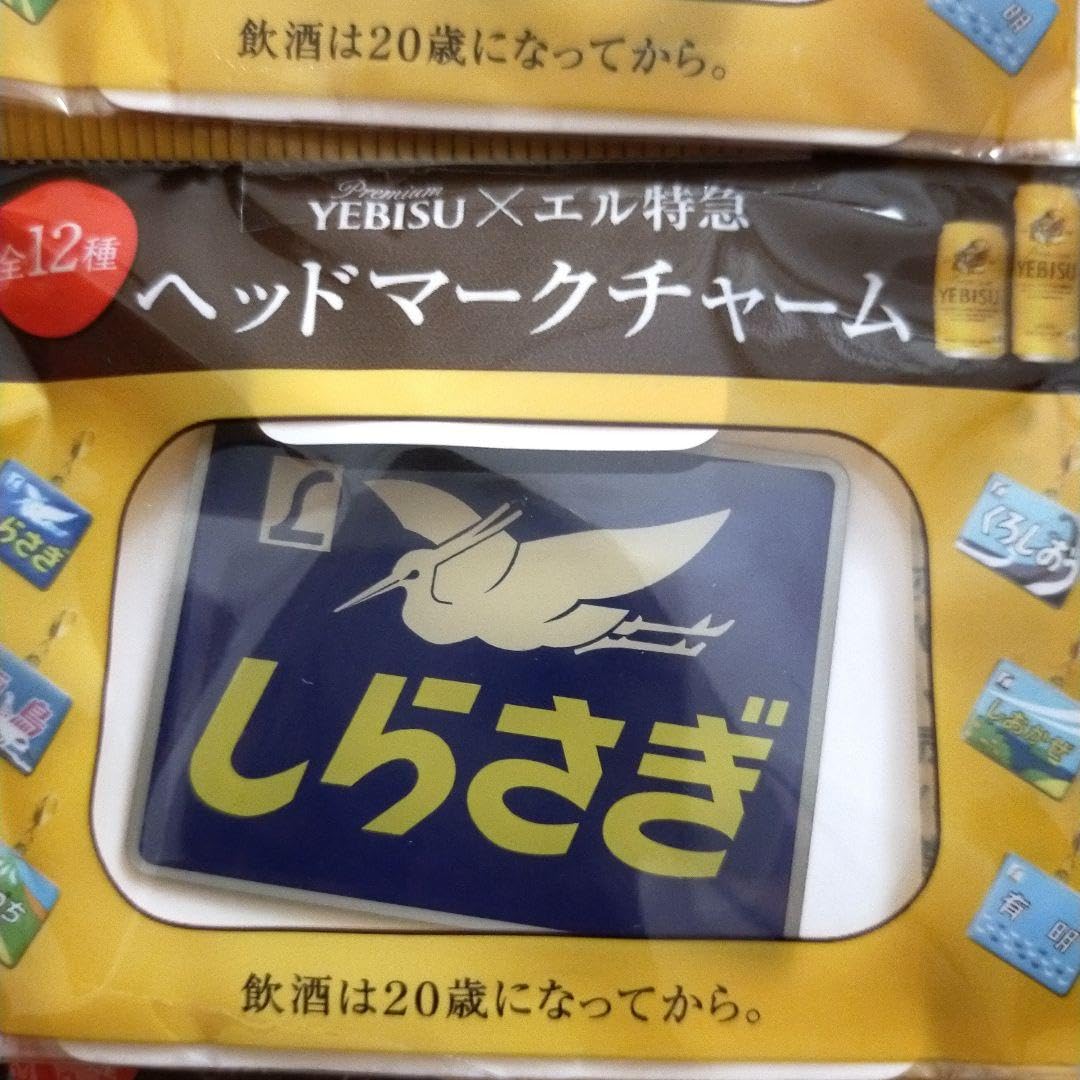 明
飲酒は20歳になってから。
全12種
Premium
YEBISU×エル特急
ヘッドマークチャーム
YEBISU
YEBISU
しらさぎ
しらさぎ
くろしお
鳥
しおかぜ
有明
飲酒は20歳になってから。